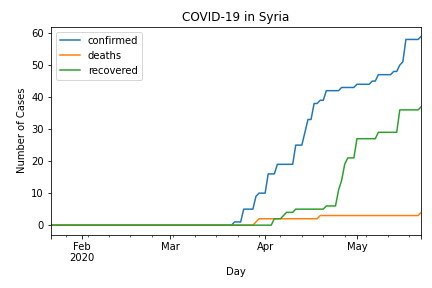 COVID-19 in Syria
confirmed
deaths
recovered
Number of Cases
60
50
40
30
20
10
0
Feb Mar Apr May
2020
Day